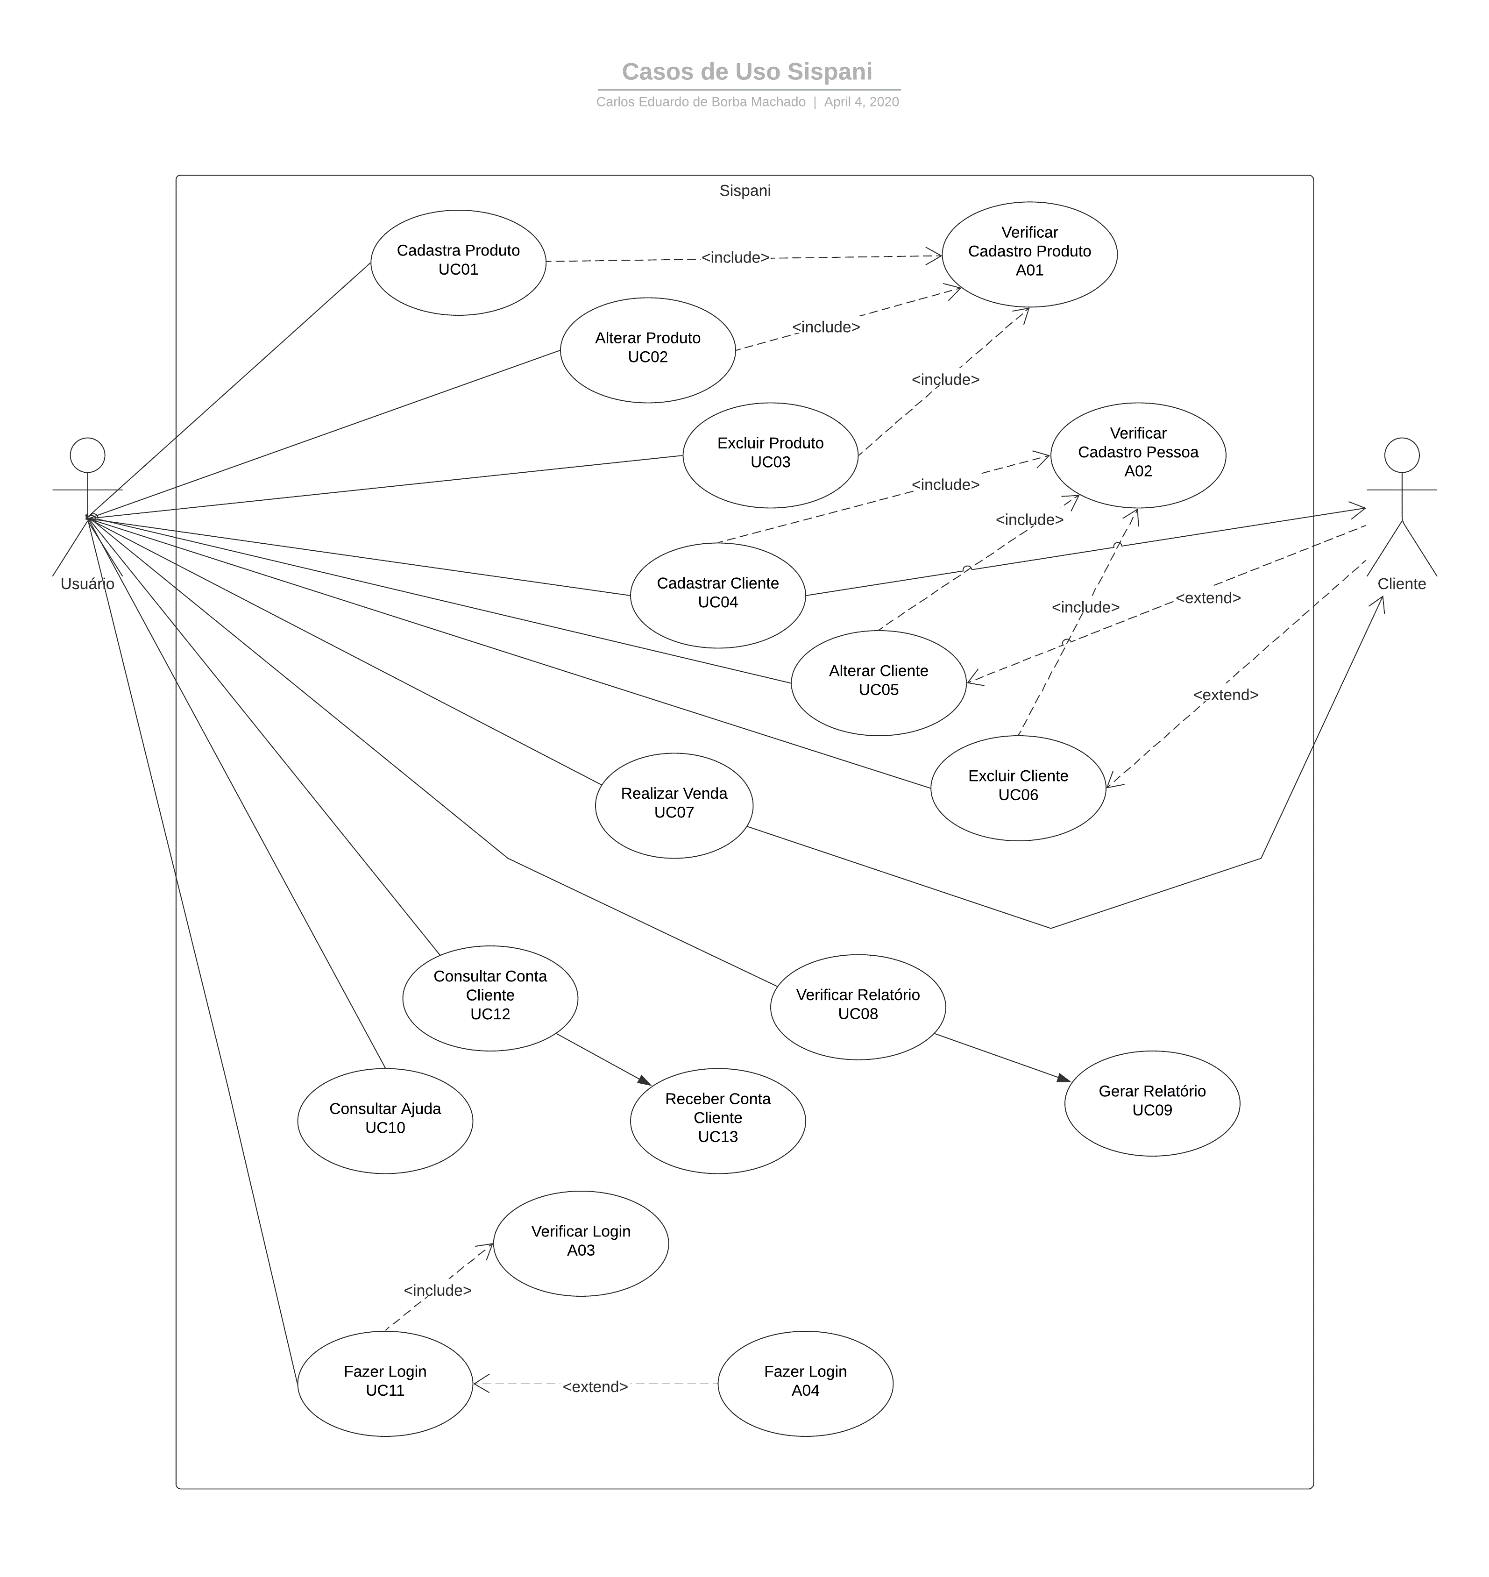 Casos de Uso Sispani
Carlos Eduardo de Borba Machado | April 4, 2020
Sispani
Cadastra Produto
UC01
<include>
Verificar
Cadastro Produto
A01
Alterar Produto
UC02
<include>
<include>
Excluir Produto
UC03
Verificar
Cadastro Pessoa
A02
<include>
<include>
Usuário
Cliente
Cadastrar Cliente
UC04
<include>
<extend>
Alterar Cliente
UC05
<extend>
Excluir Cliente
UC06
Realizar Venda
UC07
Consultar Conta
Cliente
UC12
Verificar Relatório
UC08
Consultar Ajuda
UC10
Receber Conta
Cliente
UC13
Gerar Relatório
UC09
Verificar Login
A03
<include>
Fazer Login
UC11
<extend>
Fazer Login
A04